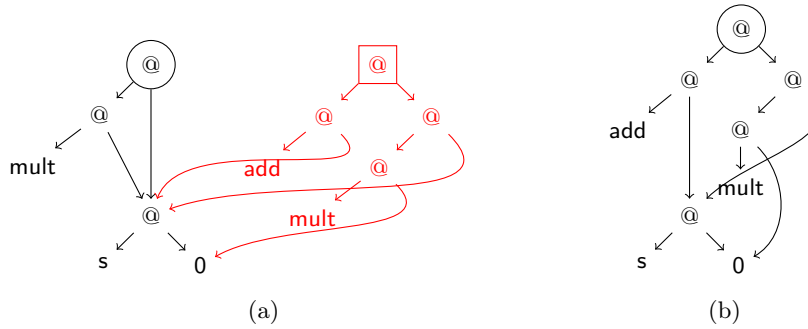 @ @ @
@ @ @ @ @
add
mult add @ @
mult mult
@ @
s 0 s 0
(a) (b)